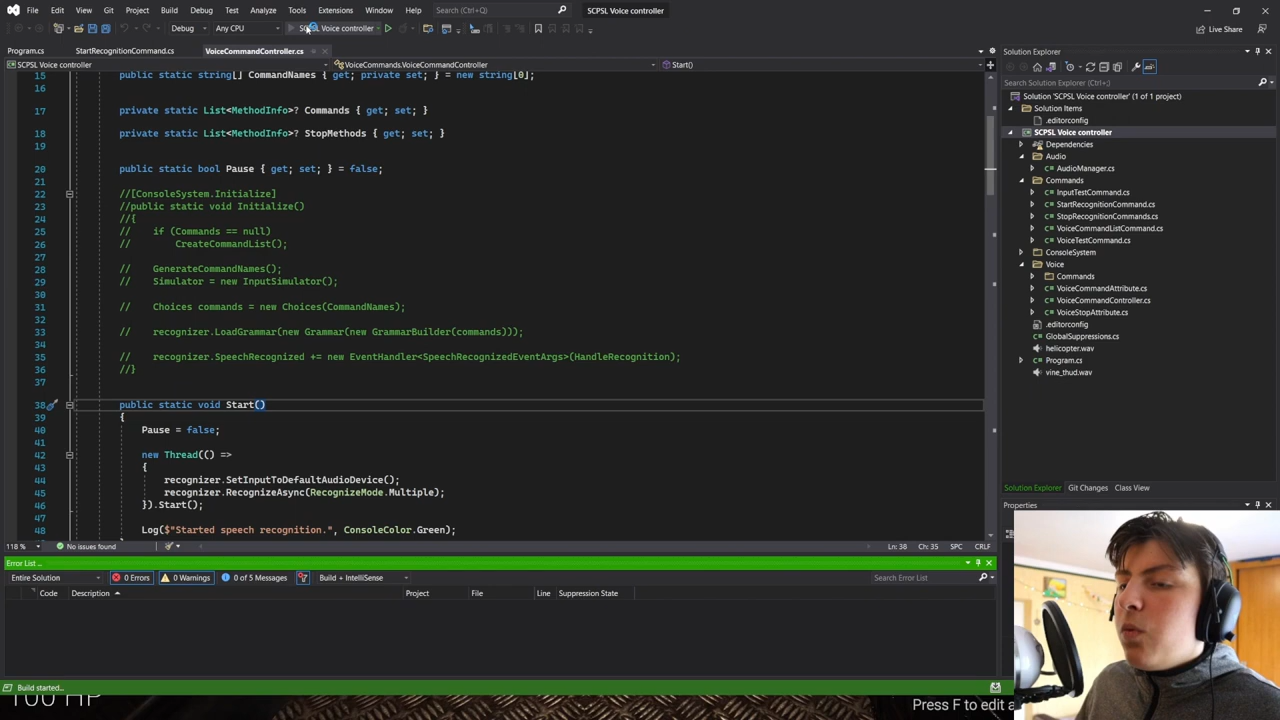 File Edit View Git Project Build Debug Test Analyze Tools Extensions Window Help Search (Ctrl+Q) SCPSL Voice controller
Debug Any CPU SCPSL Voice controller Live Share
Program.cs StartRecognitionCommand.cs VoiceCommandController.cs
SCPSL Voice controller VoiceCommands.VoiceCommandController Start()
15 public static string[] CommandNames { get; private set; } = new string[0];
16
17 private static List<MethodInfo>? Commands { get; set; }
18 private static List<MethodInfo>? StopMethods { get; set; }
19
20 public static bool Pause { get; set; } = false;
21
22 //[ConsoleSystem.Initialize]
23 //public static void Initialize()
24 //{
25 // if (Commands == null)
26 // CreateCommandList();
27
28 // GenerateCommandNames();
29 // Simulator = new InputSimulator();
30
31 // Choices commands = new Choices(CommandNames);
32
33 // recognizer.LoadGrammar(new Grammar(new GrammarBuilder(commands)));
34
35 // recognizer.SpeechRecognized += new EventHandler<SpeechRecognizedEventArgs>(HandleRecognition);
36 //}
37
38 public static void Start()
39 {
40 Pause = false;
41
42 new Thread(() =>
43 {
44 recognizer.SetInputToDefaultAudioDevice();
45 recognizer.RecognizeAsync(RecognizeMode.Multiple);
46 }).Start();
47
48 Log($"Started speech recognition.", ConsoleColor.Green);
118 % No issues found Ln: 38 Ch: 35 SPC CRLF
Error List ...
Entire Solution 0 Errors 0 Warnings 0 of 5 Messages Build + IntelliSense Search Error List
Code Description Project File Line Suppression State
Build started...
Solution Explorer
Search Solution Explorer (Ctrl+;)
Solution 'SCPSL Voice controller' (1 of 1 project)
Solution Items
.editorconfig
SCPSL Voice controller
Dependencies
Audio
AudioManager.cs
Commands
InputTestCommand.cs
StartRecognitionCommand.cs
StopRecognitionCommands.cs
VoiceCommandListCommand.cs
VoiceTestCommand.cs
ConsoleSystem
Voice
Commands
VoiceCommandAttribute.cs
VoiceCommandController.cs
VoiceStopAttribute.cs
.editorconfig
GlobalSuppressions.cs
helicopter.wav
Program.cs
vine_thud.wav
Solution Explorer Git Changes Class View
Properties
100 HP
Press F to edit a